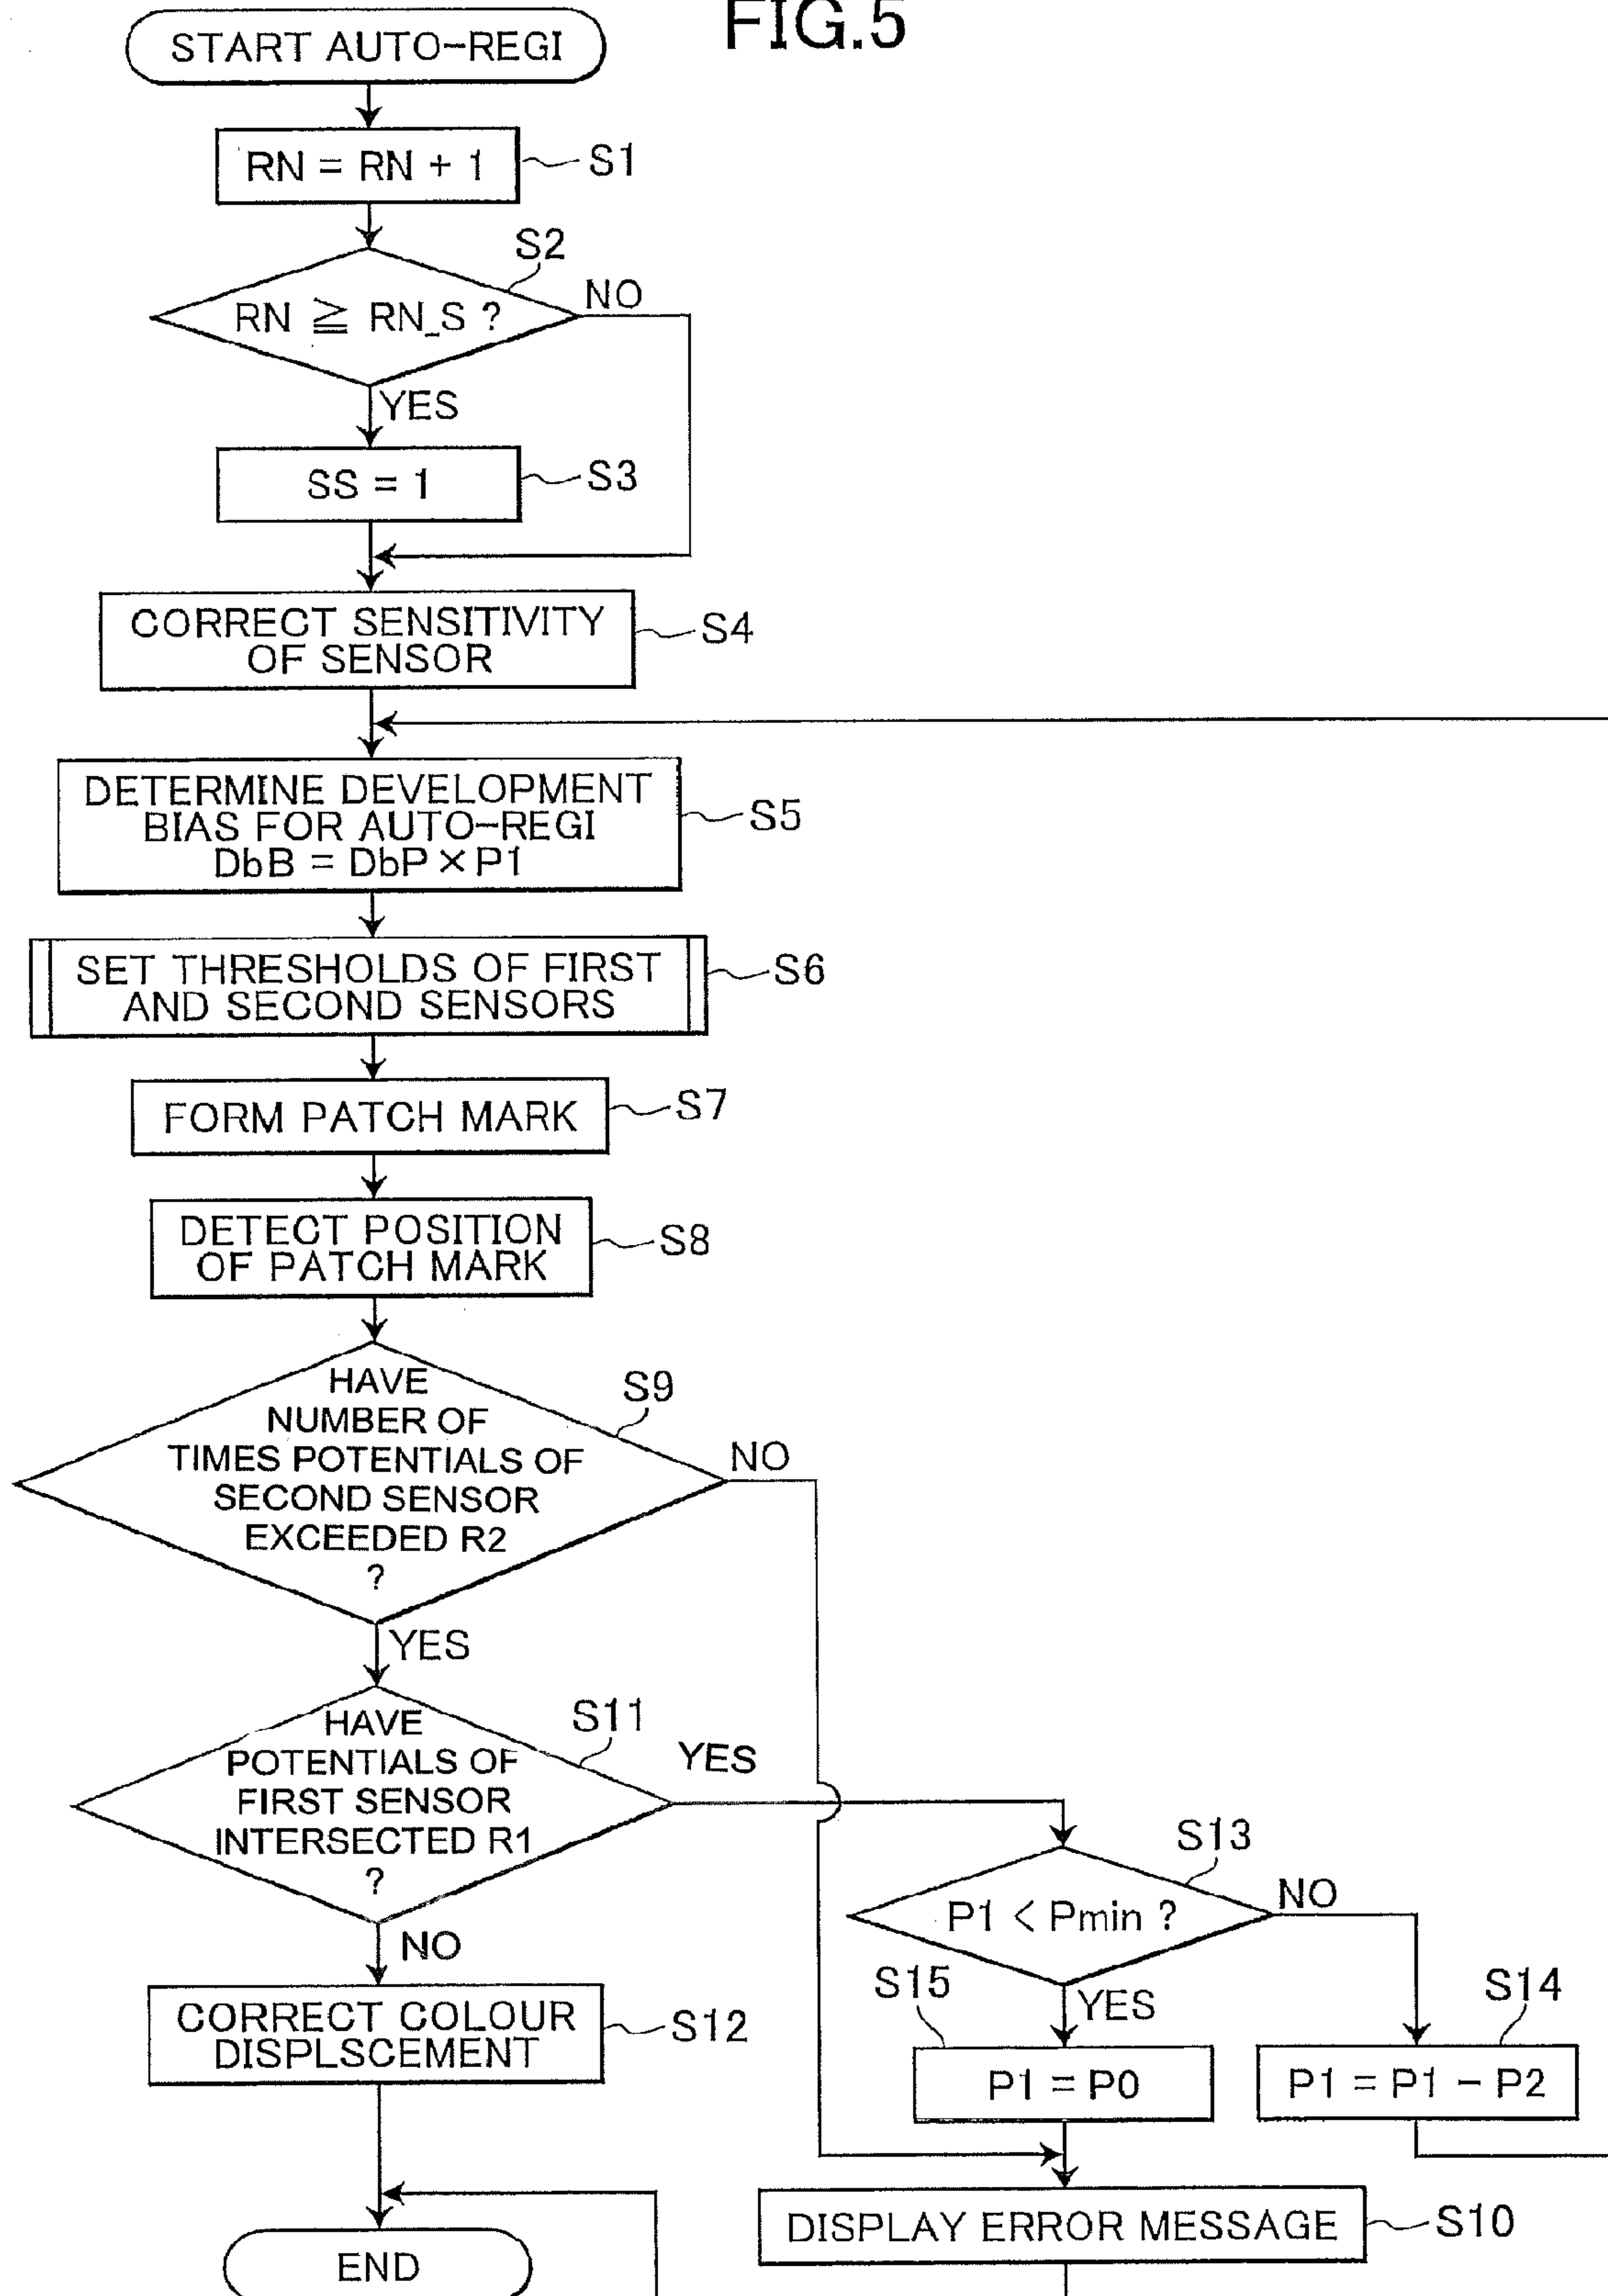 FIG.5
START AUTO-REGI
RN = RN + 1
S1
S2
RN ≧ RN_S ?
NO
YES
SS = 1
S3
CORRECT SENSITIVITY
OF SENSOR
S4
DETERMINE DEVELOPMENT
BIAS FOR AUTO-REGI
DbB = DbP × P1
S5
SET THRESHOLDS OF FIRST
AND SECOND SENSORS
S6
FORM PATCH MARK
S7
DETECT POSITION
OF PATCH MARK
S8
HAVE
NUMBER OF
TIMES POTENTIALS OF
SECOND SENSOR
EXCEEDED R2
?
S9
NO
YES
HAVE
POTENTIALS OF
FIRST SENSOR
INTERSECTED R1
?
S11
YES
NO
S13
P1 < Pmin ?
NO
YES
CORRECT COLOUR
DISPLSCEMENT
S12
S15
P1 = P0
S14
P1 = P1 - P2
DISPLAY ERROR MESSAGE
S10
END